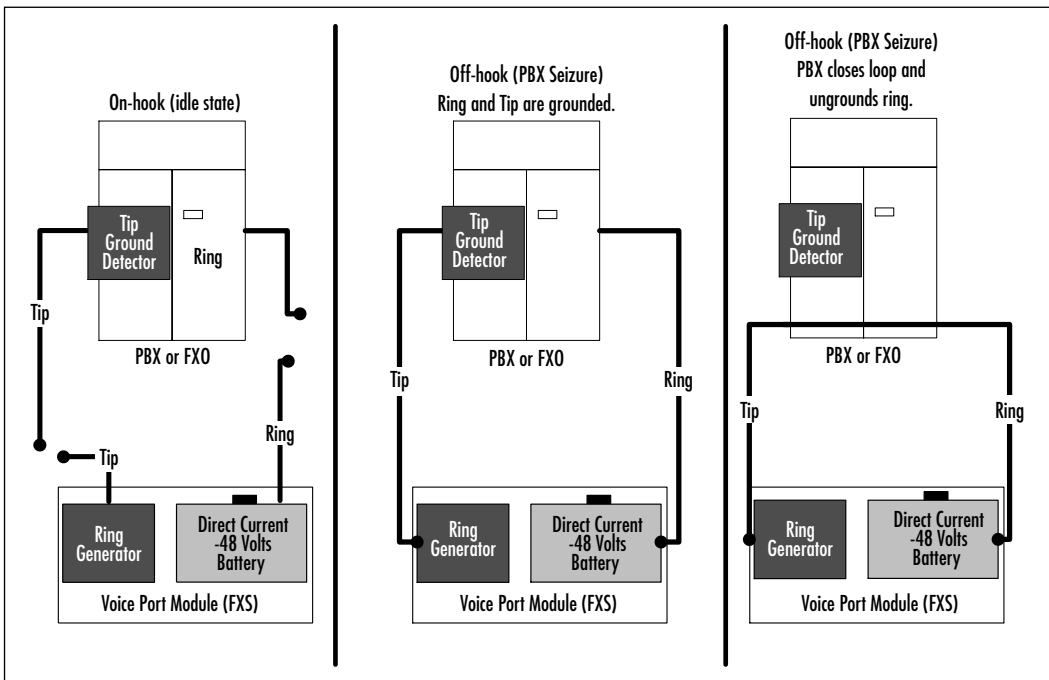 On-hook (idle state)
Tip
Ground
Detector
Ring
Tip
PBX or FXO
Ring
Tip
Ring
Generator
Direct Current
-48 Volts
Battery
Voice Port Module (FXS)
Off-hook (PBX Seizure)
Ring and Tip are grounded.
Tip
Ground
Detector
PBX or FXO
Tip
Ring
Ring
Generator
Direct Current
-48 Volts
Battery
Voice Port Module (FXS)
Off-hook (PBX Seizure)
PBX closes loop and
ungrounds ring.
Tip
Ground
Detector
PBX or FXO
Tip
Ring
Ring
Generator
Direct Current
-48 Volts
Battery
Voice Port Module (FXS)